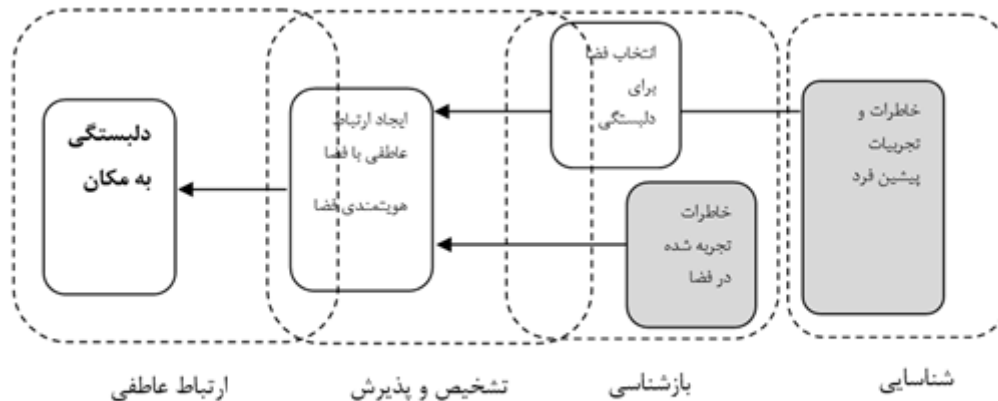 خاطرات و
تجربیات
پیشین فرد
انتخاب فضا
برای
دلبستگی
خاطرات
تجربه شده
در فضا
ایجاد ارتباط
عاطفی با فضا
هویتمندی فضا
دلبستگی
به مکان
شناسایی
بازشناسی
تشخیص و پذیرش
ارتباط عاطفی